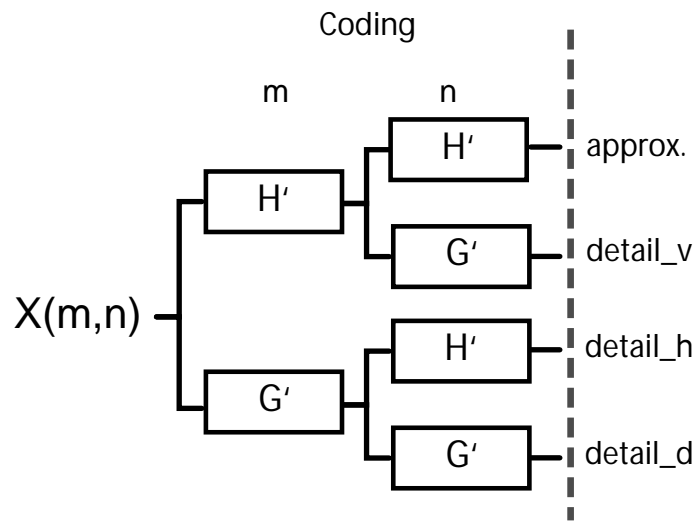 Coding
m n
H‘ approx.
H‘
G‘ detail_v
X(m,n)
H‘ detail_h
G‘
G‘ detail_d